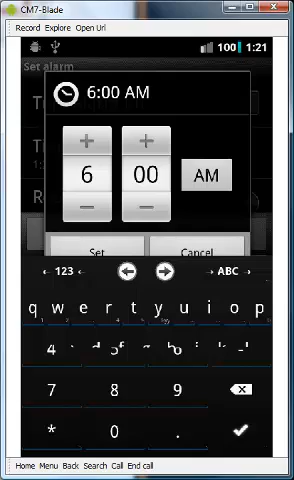 CM7-Blade
Record Explore Open Url
100 1:21
Set alarm
6:00 AM
+ +
6 00 AM
− −
Set Cancel
← 123 ← → ABC →
q w e r t y u i o p
7 8 9
* 0 .
Home Menu Back Search Call End call